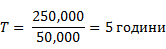 T = 250,000 / 50,000 = 5 години